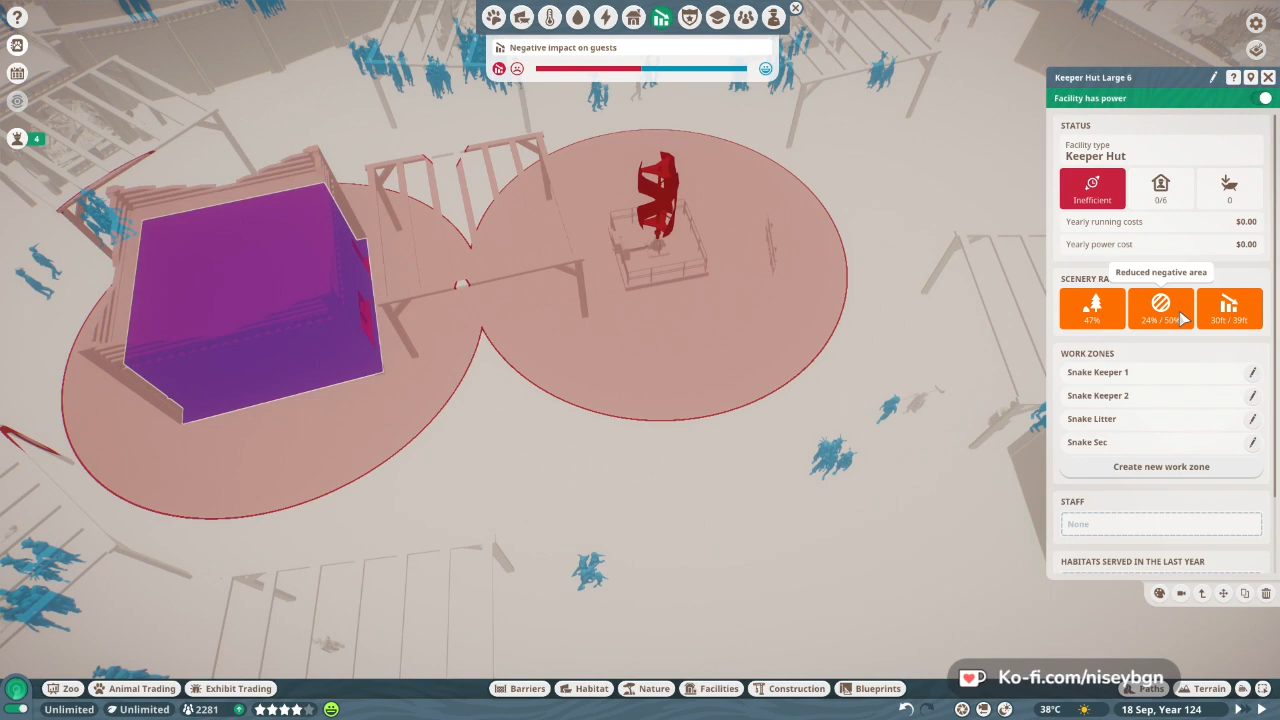 Negative impact on guests
4
Keeper Hut Large 6
Facility has power
STATUS
Facility type
Keeper Hut
Inefficient
0/6
0
Yearly running costs $0.00
Yearly power cost $0.00
Reduced negative area
SCENERY RA
47%
24% / 50%
30ft / 39ft
WORK ZONES
Snake Keeper 1
Snake Keeper 2
Snake Litter
Snake Sec
Create new work zone
STAFF
None
HABITATS SERVED IN THE LAST YEAR
Ko-fi.com/niseybgn
Zoo
Animal Trading
Exhibit Trading
Barriers
Habitat
Nature
Facilities
Construction
Blueprints
Paths
Terrain
Unlimited
Unlimited
2281
38°C
18 Sep, Year 124